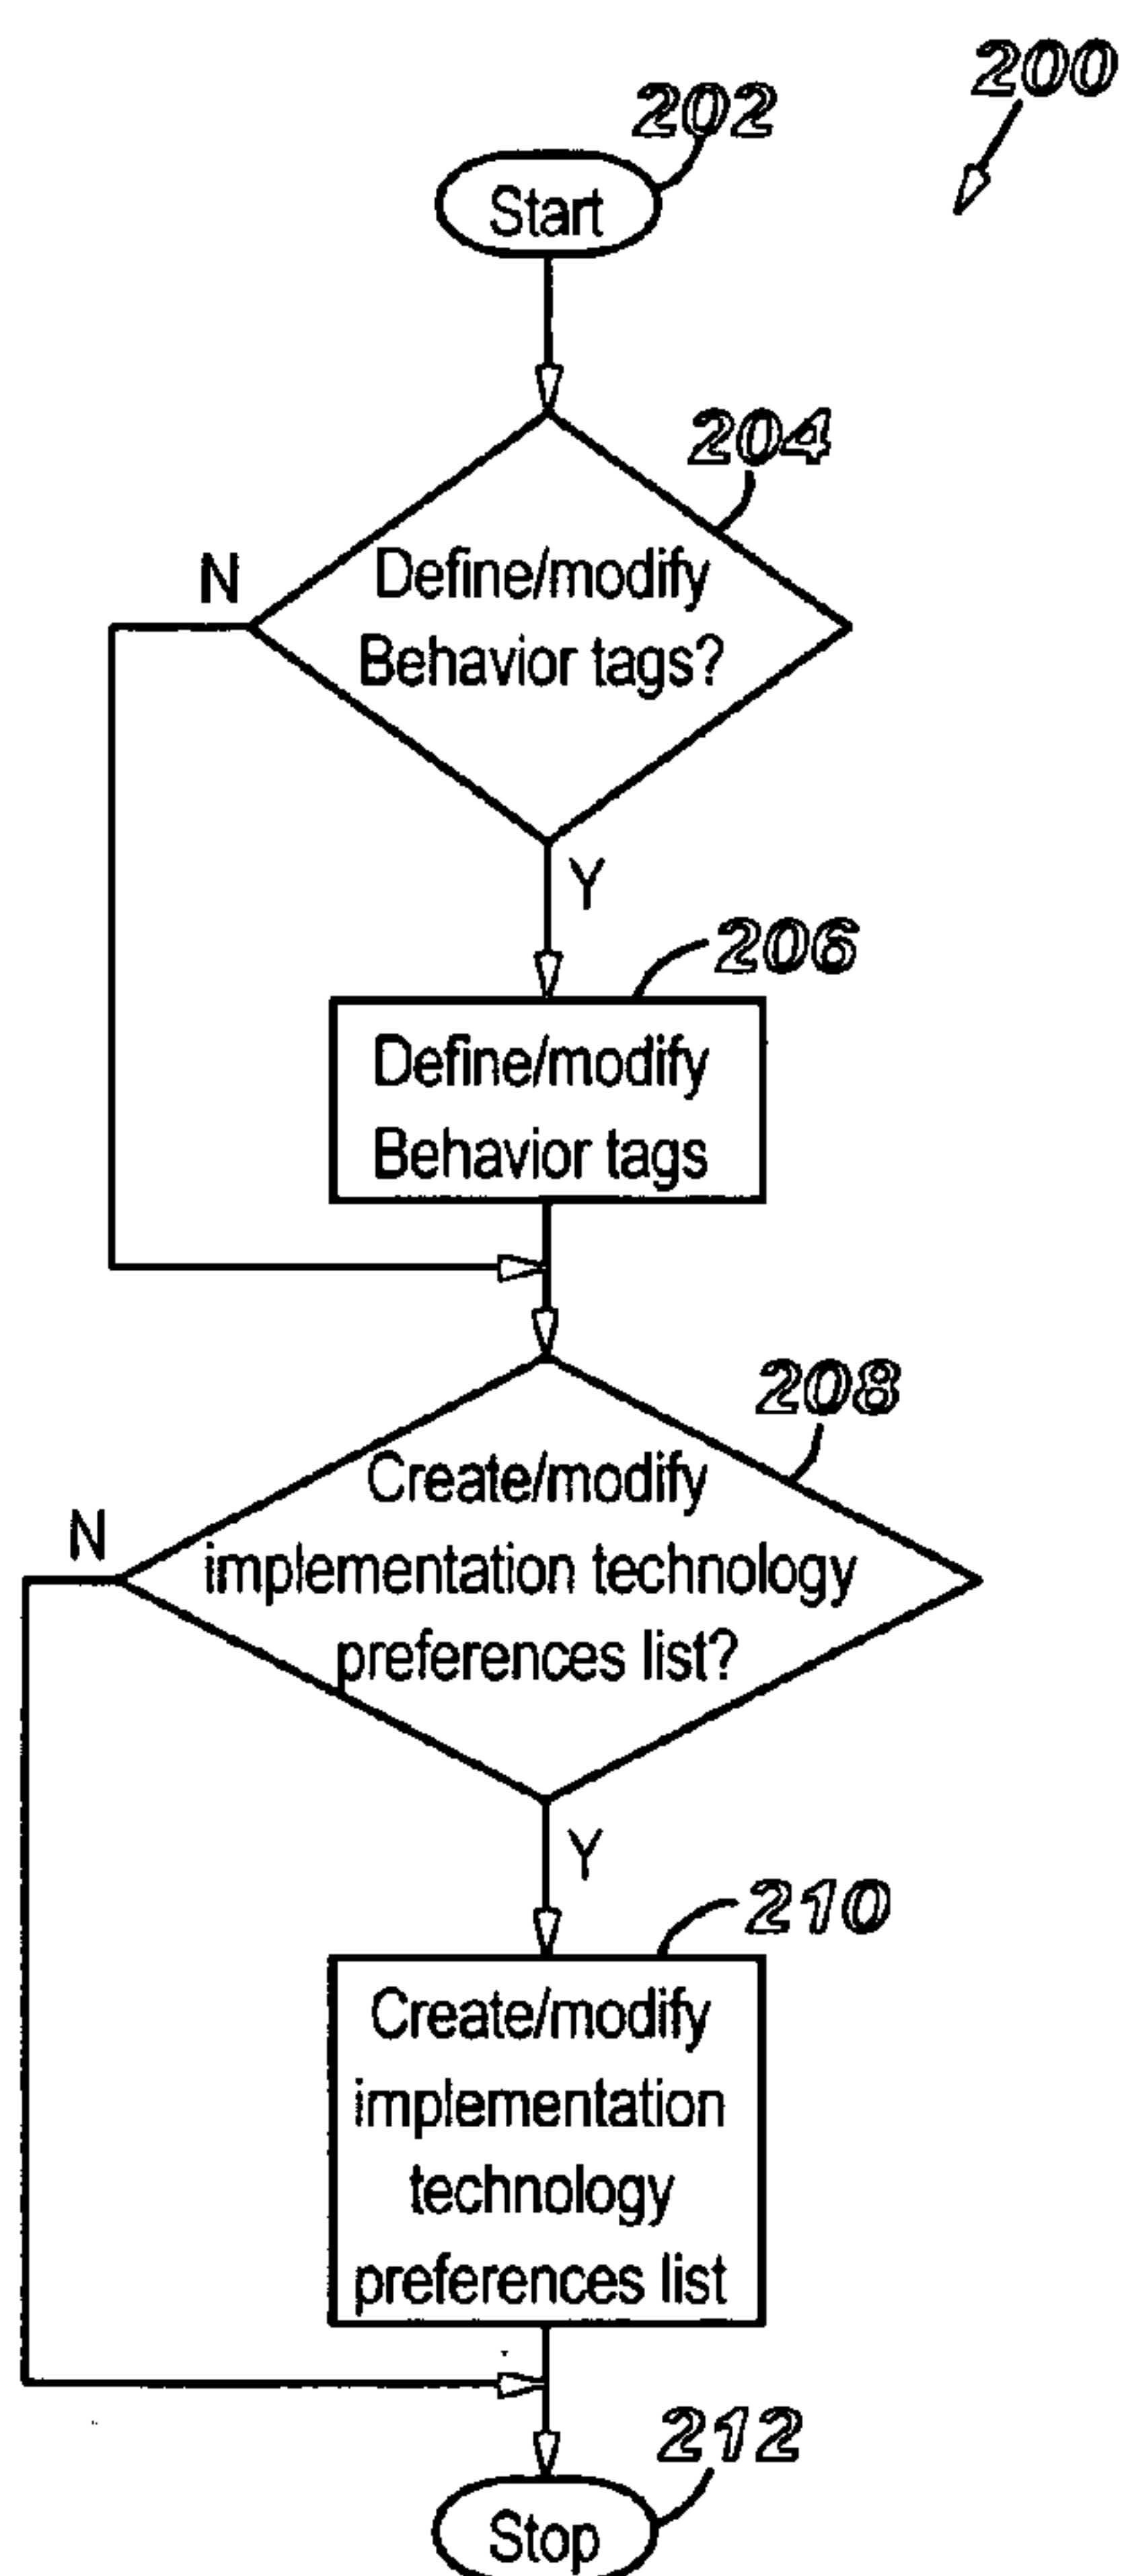 200
202
Start
204
N
Define/modify
Behavior tags?
Y
206
Define/modify
Behavior tags
208
N
Create/modify
implementation technology
preferences list?
Y
210
Create/modify
implementation
technology
preferences list
212
Stop